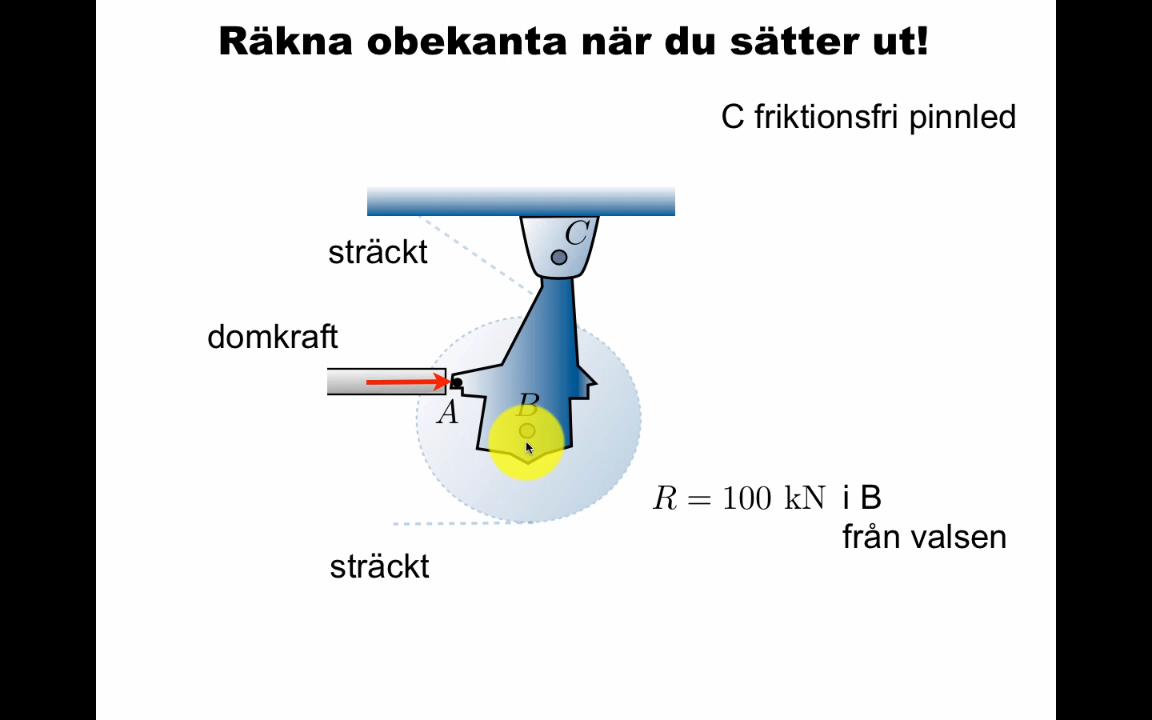 Räkna obekanta när du sätter ut!
C friktionsfri pinnled
C
sträckt
domkraft
A
B
R = 100 kN i B
från valsen
sträckt